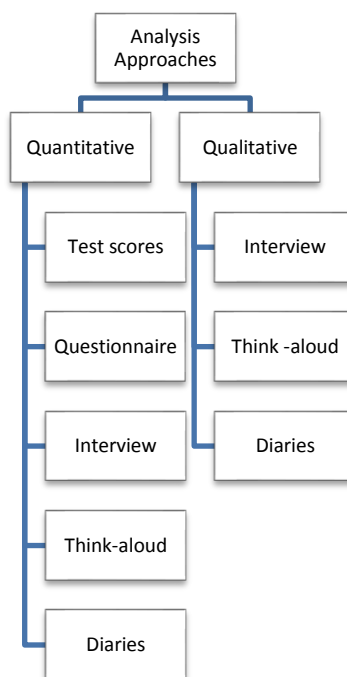 Analysis
Approaches
Quantitative
Qualitative
Test scores
Questionnaire
Interview
Think-aloud
Diaries
Interview
Think -aloud
Diaries